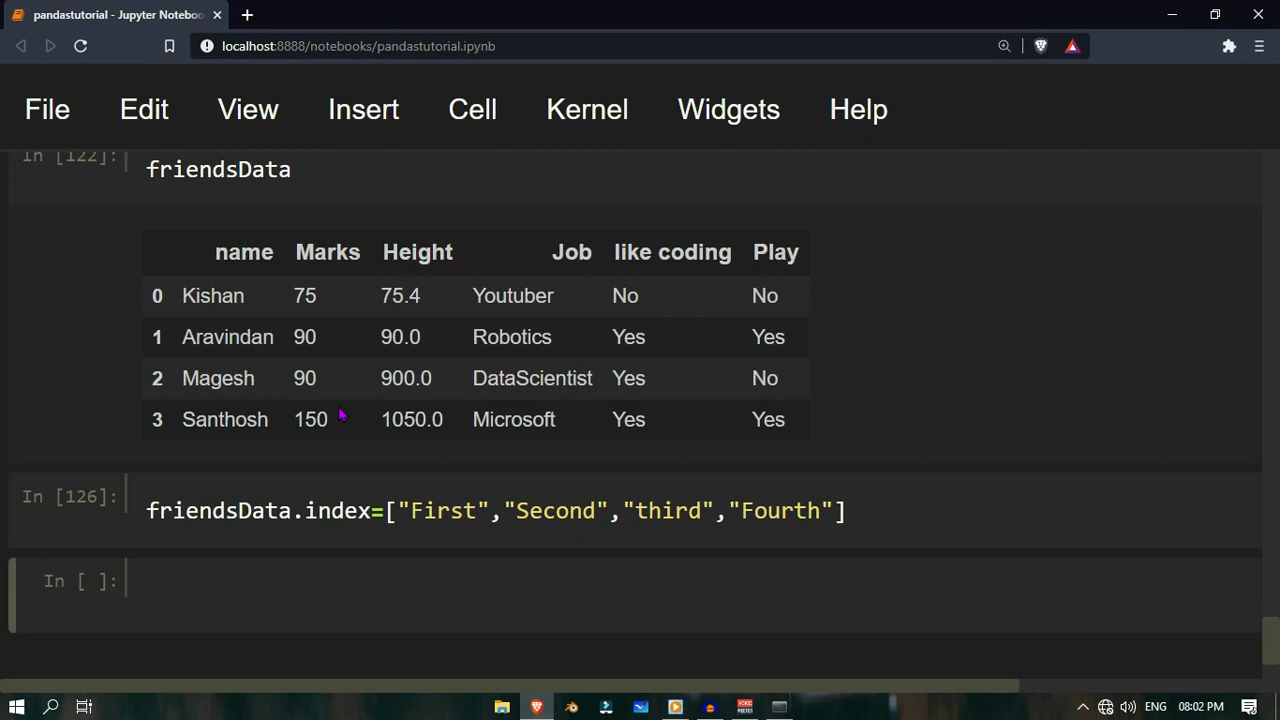 pandastutorial - Jupyter Noteboo
localhost:8888/notebooks/pandastutorial.ipynb
File Edit View Insert Cell Kernel Widgets Help
In [122]: friendsData
name Marks Height Job like coding Play
0 Kishan 75 75.4 Youtuber No No
1 Aravindan 90 90.0 Robotics Yes Yes
2 Magesh 90 900.0 DataScientist Yes No
3 Santhosh 150 1050.0 Microsoft Yes Yes
In [126]: friendsData.index=["First","Second","third","Fourth"]
In [ ]:
ENG 08:02 PM